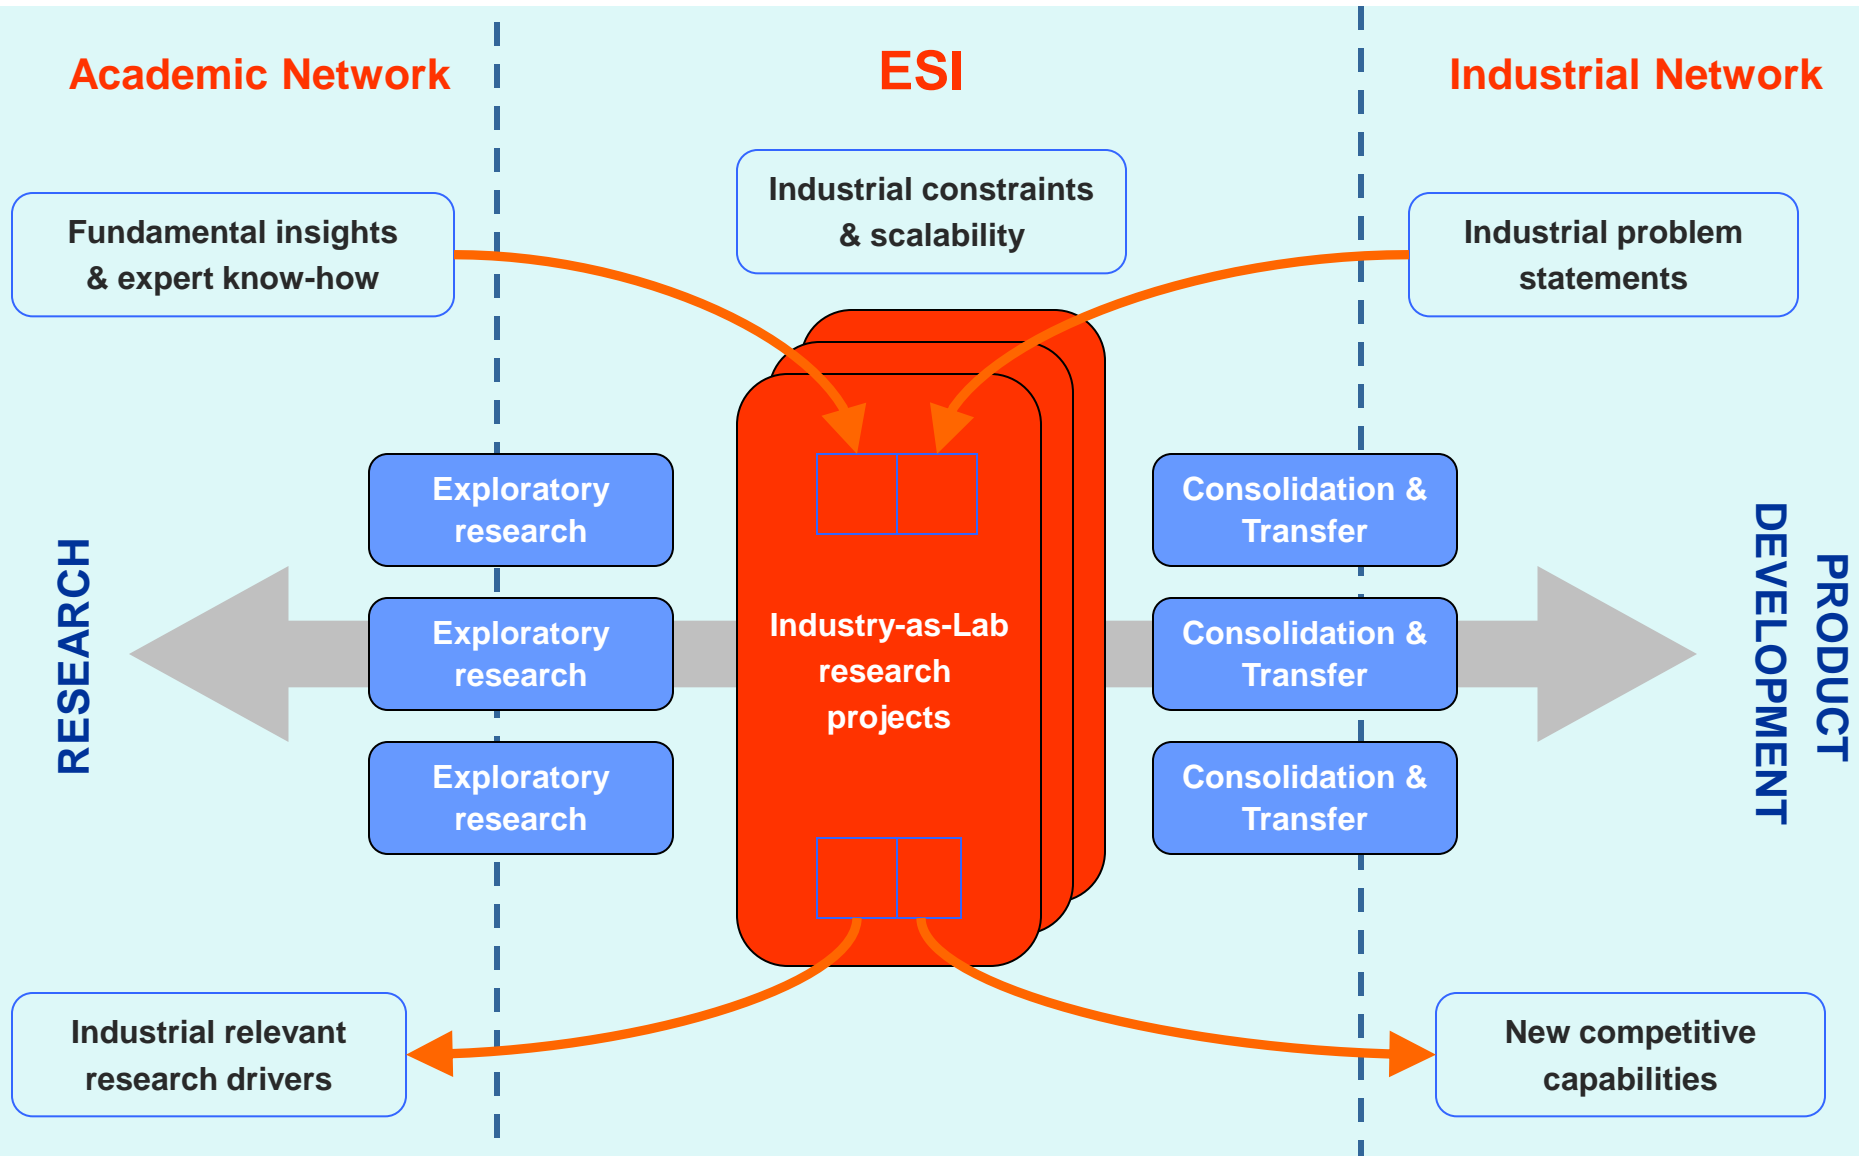 Academic Network
ESI
Industrial Network
Fundamental insights
& expert know-how
Industrial constraints
& scalability
Industrial problem
statements
Exploratory
research
Exploratory
research
Exploratory
research
Industry-as-Lab
research
projects
Consolidation &
Transfer
Consolidation &
Transfer
Consolidation &
Transfer
RESEARCH
PRODUCT
DEVELOPMENT
Industrial relevant
research drivers
New competitive
capabilities